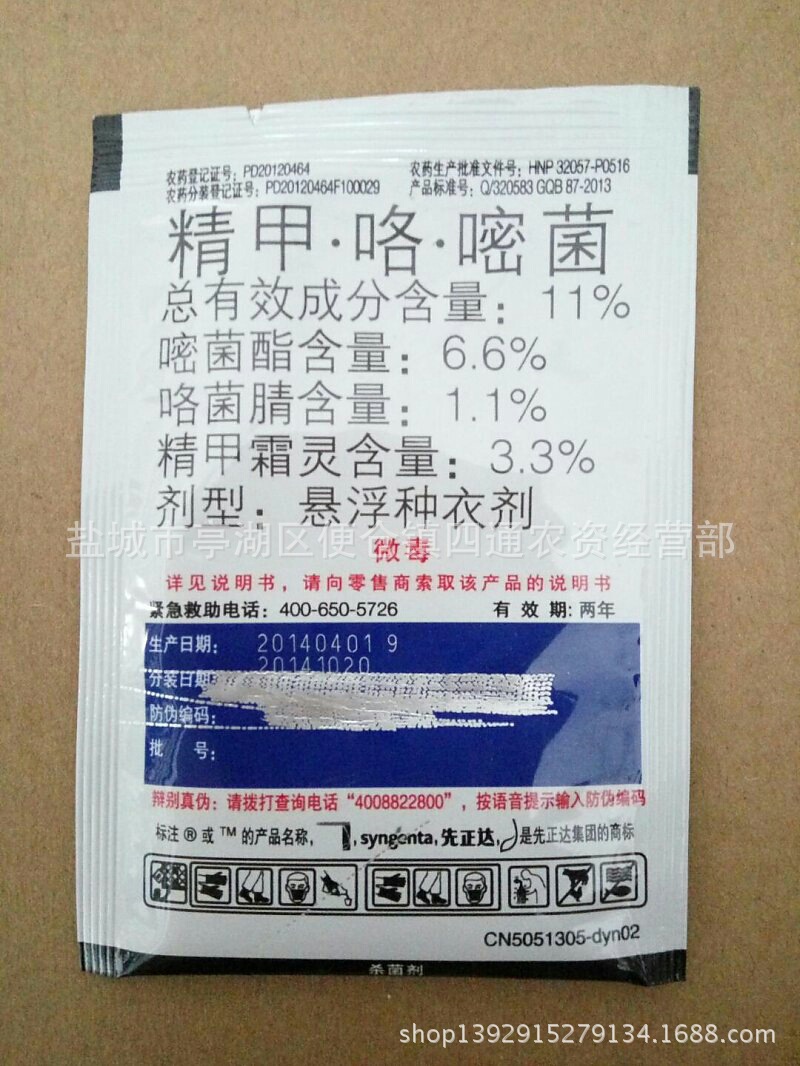 农药登记证号：PD20120464
农药分装登记证号：PD20120464F100029
农药生产批准文件号：HNP 32057-P0516
产品标准号：Q/320583 GQB 87-2013
精甲·咯·嘧菌
总有效成分含量：11%
嘧菌酯含量：6.6%
咯菌腈含量：1.1%
精甲霜灵含量：3.3%
剂型：悬浮种衣剂
盐城市亭湖区便仓镇四通农资经营部
微毒
详见说明书，请向零售商索取该产品的说明书
紧急救助电话：400-650-5726 有 效 期：两年
生产日期： 20140401 9
20141020
分装日期
防伪编码：
批 号：
辩别真伪：请拨打查询电话“4008822800”，按语音提示输入防伪编码
标注 ® 或 ™ 的产品名称， ，syngenta，先正达， 是先正达集团的商标
CN5051305-dyn02
杀菌剂
shop1392915279134.1688.com